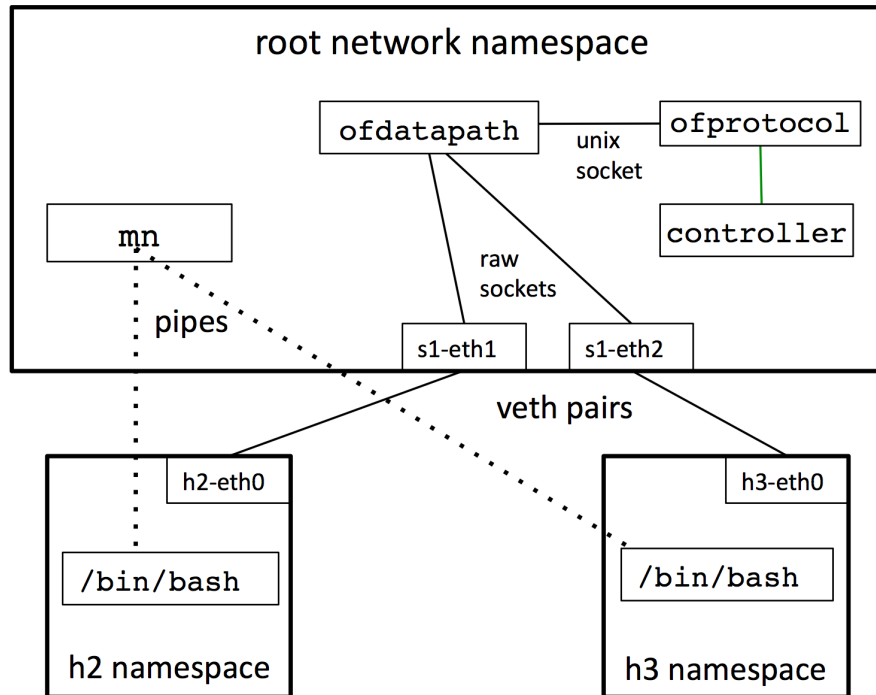 root network namespace
ofdatapath
unix
socket
ofprotocol
controller
mn
raw
sockets
pipes
s1-eth1
s1-eth2
veth pairs
h2-eth0
h3-eth0
/bin/bash
/bin/bash
h2 namespace
h3 namespace